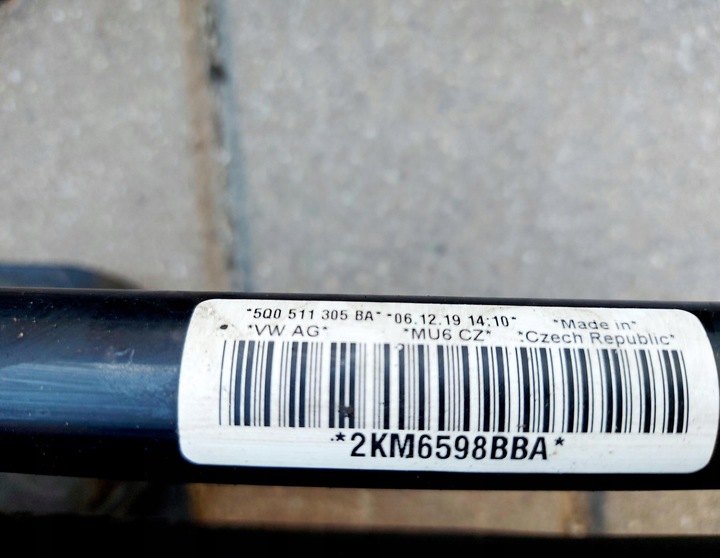 *5Q0 511 305 BA* *06.12.19 14:10* *Made in*
*VW AG* *MU6 CZ* *Czech Republic*
*2KM6598BBA*